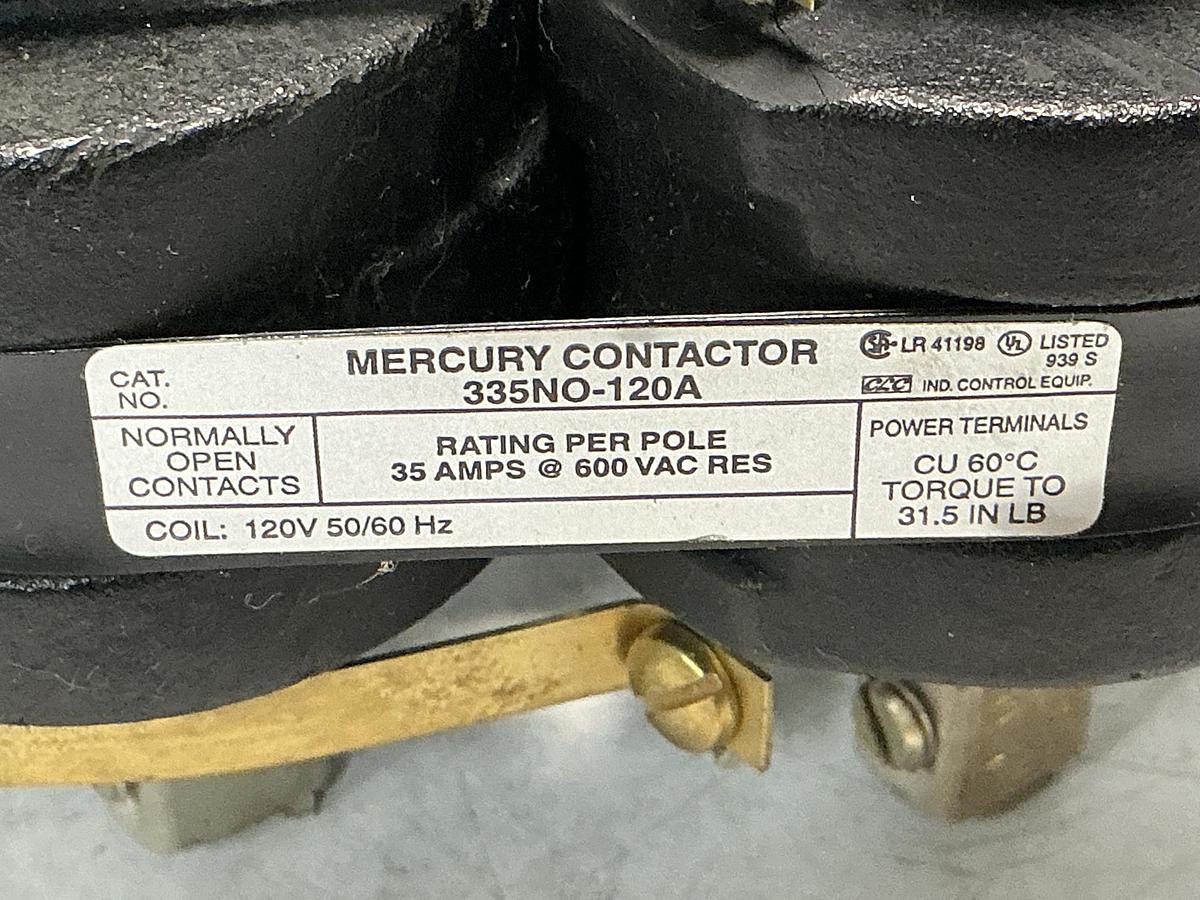 MERCURY CONTACTOR
CAT.
NO.
335NO-120A
LR 41198 UL LISTED
939 S
IND. CONTROL EQUIP.
NORMALLY
OPEN
CONTACTS
RATING PER POLE
35 AMPS @ 600 VAC RES
COIL: 120V 50/60 Hz
POWER TERMINALS
CU 60°C
TORQUE TO
31.5 IN LB